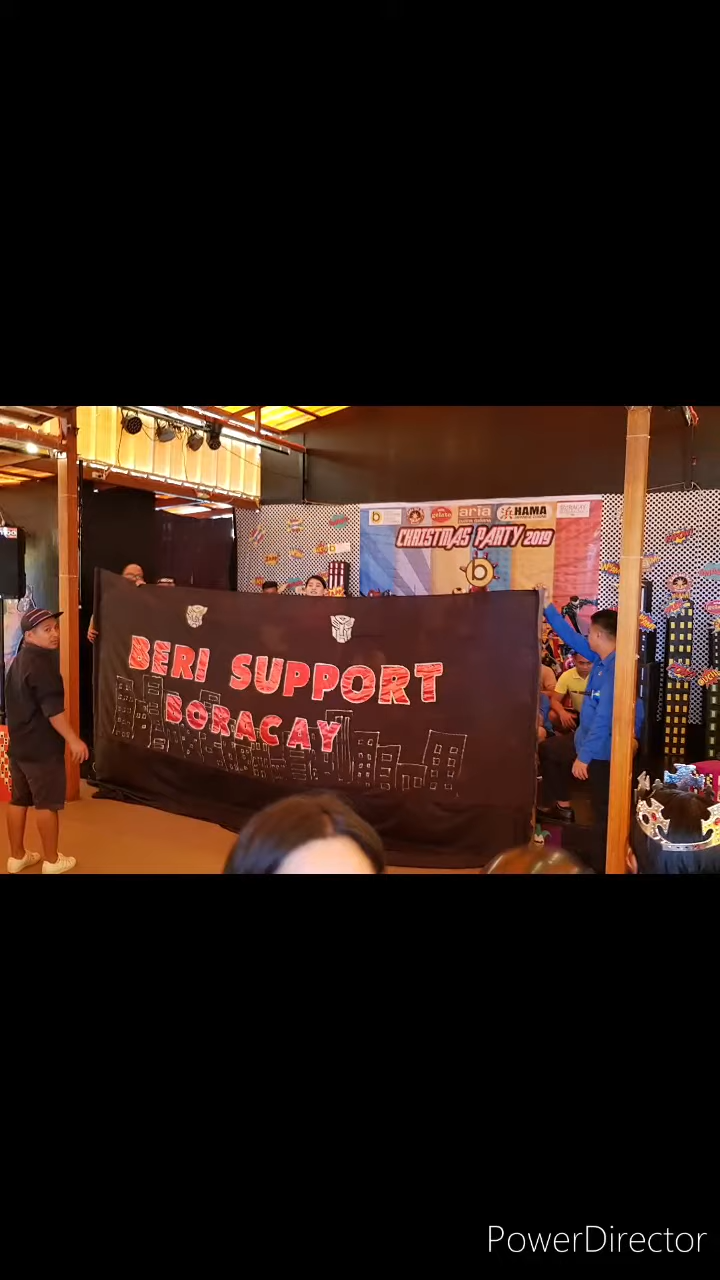 aria
HAMA
CHRISTMAS PARTY 2019
b
BERI SUPPORT
BORACAY
PowerDirector